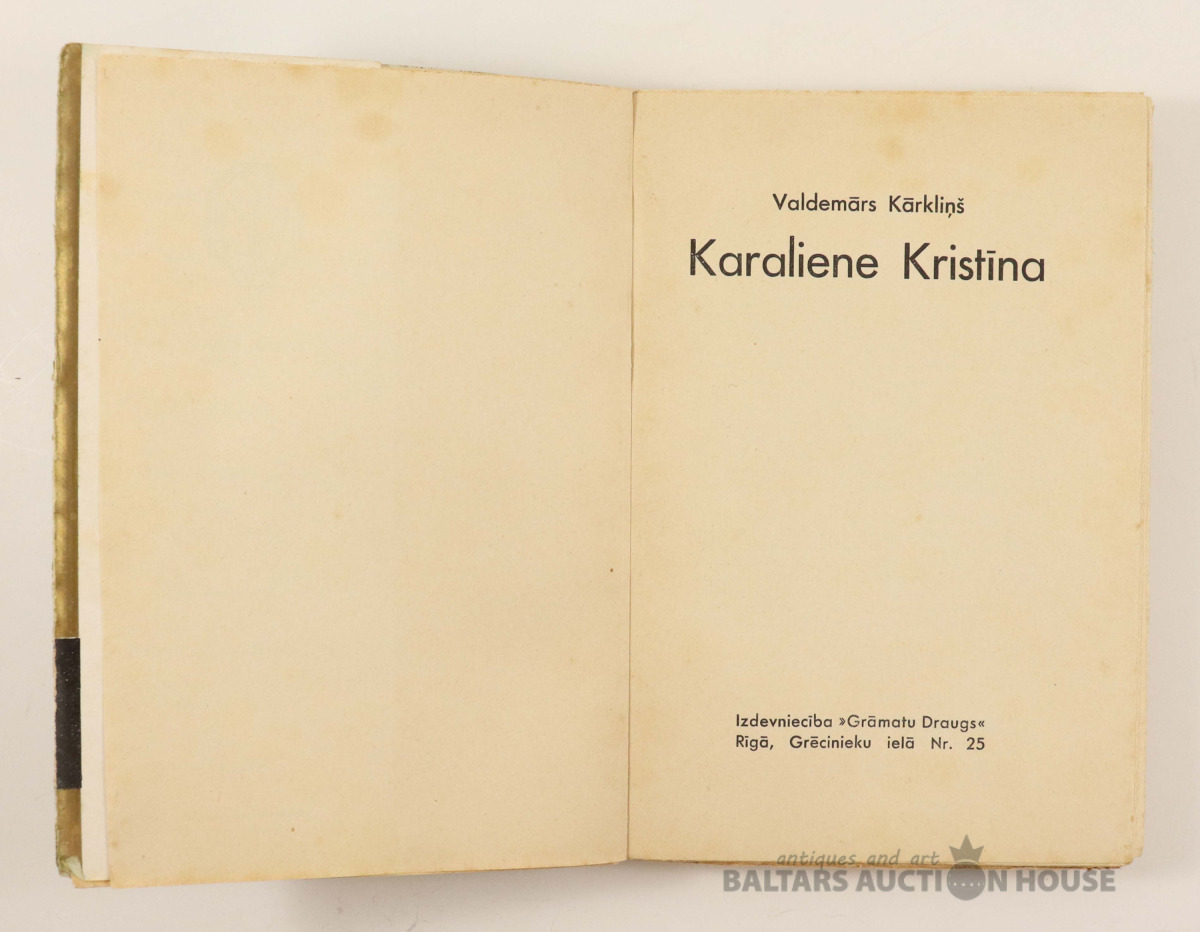 Valdemārs Kārkliņš
Karaliene Kristīna
Izdevniecība »Grāmatu Draugs«
Rīgā, Grēcinieku ielā Nr. 25
antiques and art
BALTARS AUCTION HOUSE